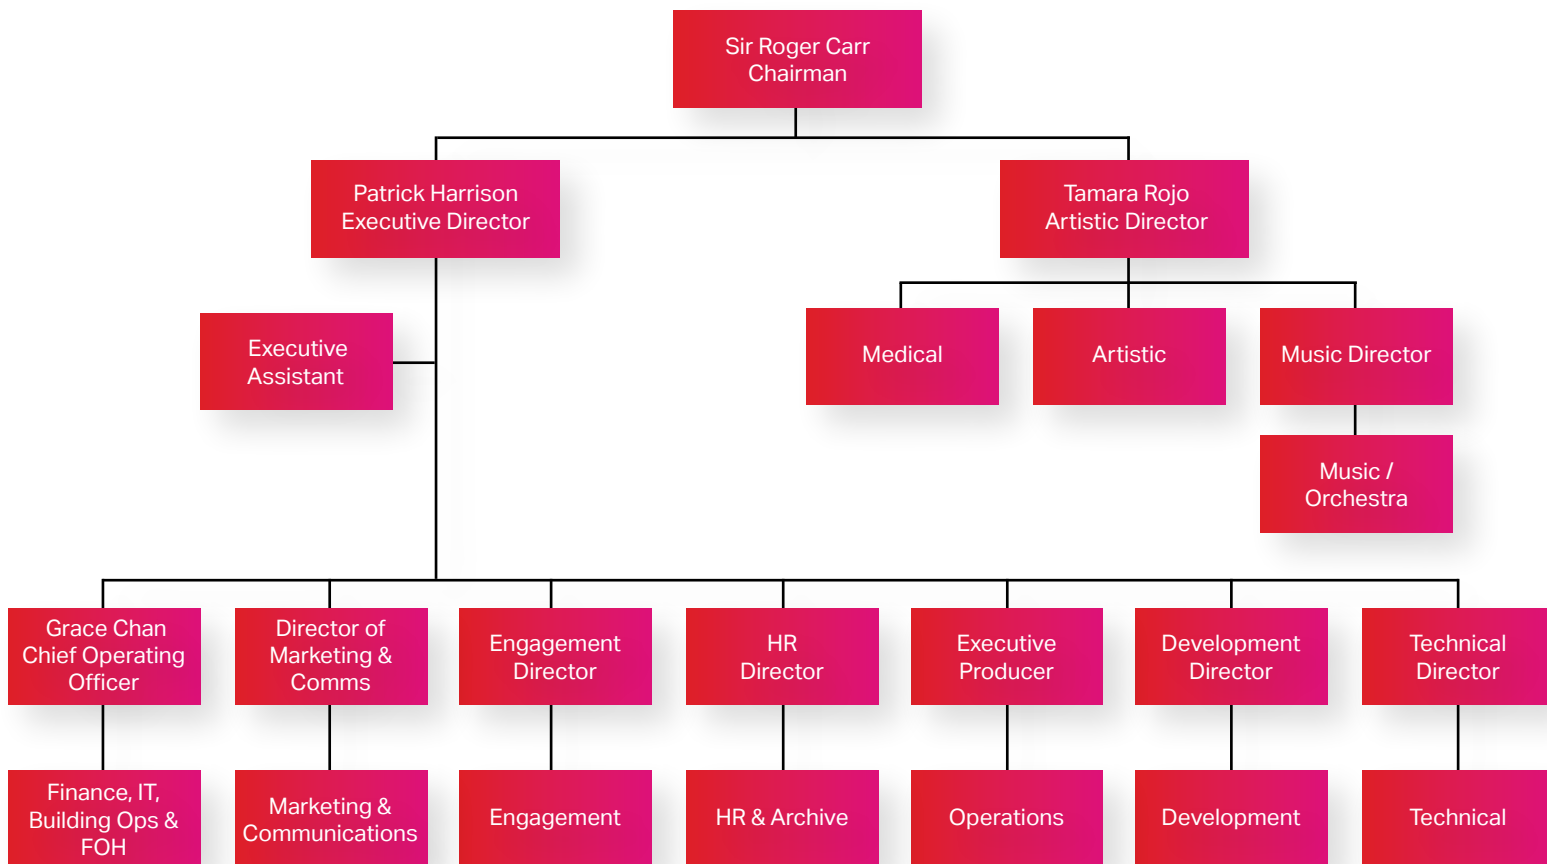 Sir Roger Carr
Chairman
Patrick Harrison
Executive Director
Tamara Rojo
Artistic Director
Executive
Assistant
Medical
Artistic
Music Director
Music /
Orchestra
Grace Chan
Chief Operating
Officer
Director of
Marketing &
Comms
Engagement
Director
HR
Director
Executive
Producer
Development
Director
Technical
Director
Finance, IT,
Building Ops &
FOH
Marketing &
Communications
Engagement
HR & Archive
Operations
Development
Technical